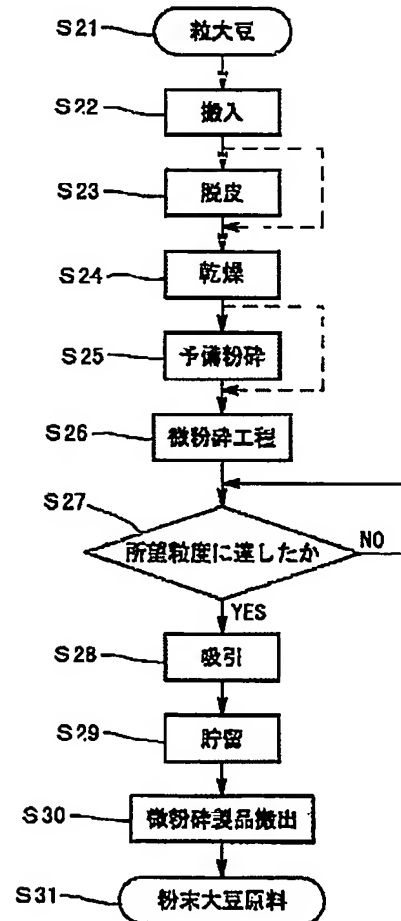 S21 粒大豆
S22 搬入
S23 脱皮
S24 乾燥
S25 予備粉砕
S26 微粉砕工程
S27 所望粒度に達したか NO
YES
S28 吸引
S29 貯留
S30 微粉砕製品搬出
S31 粉末大豆原料